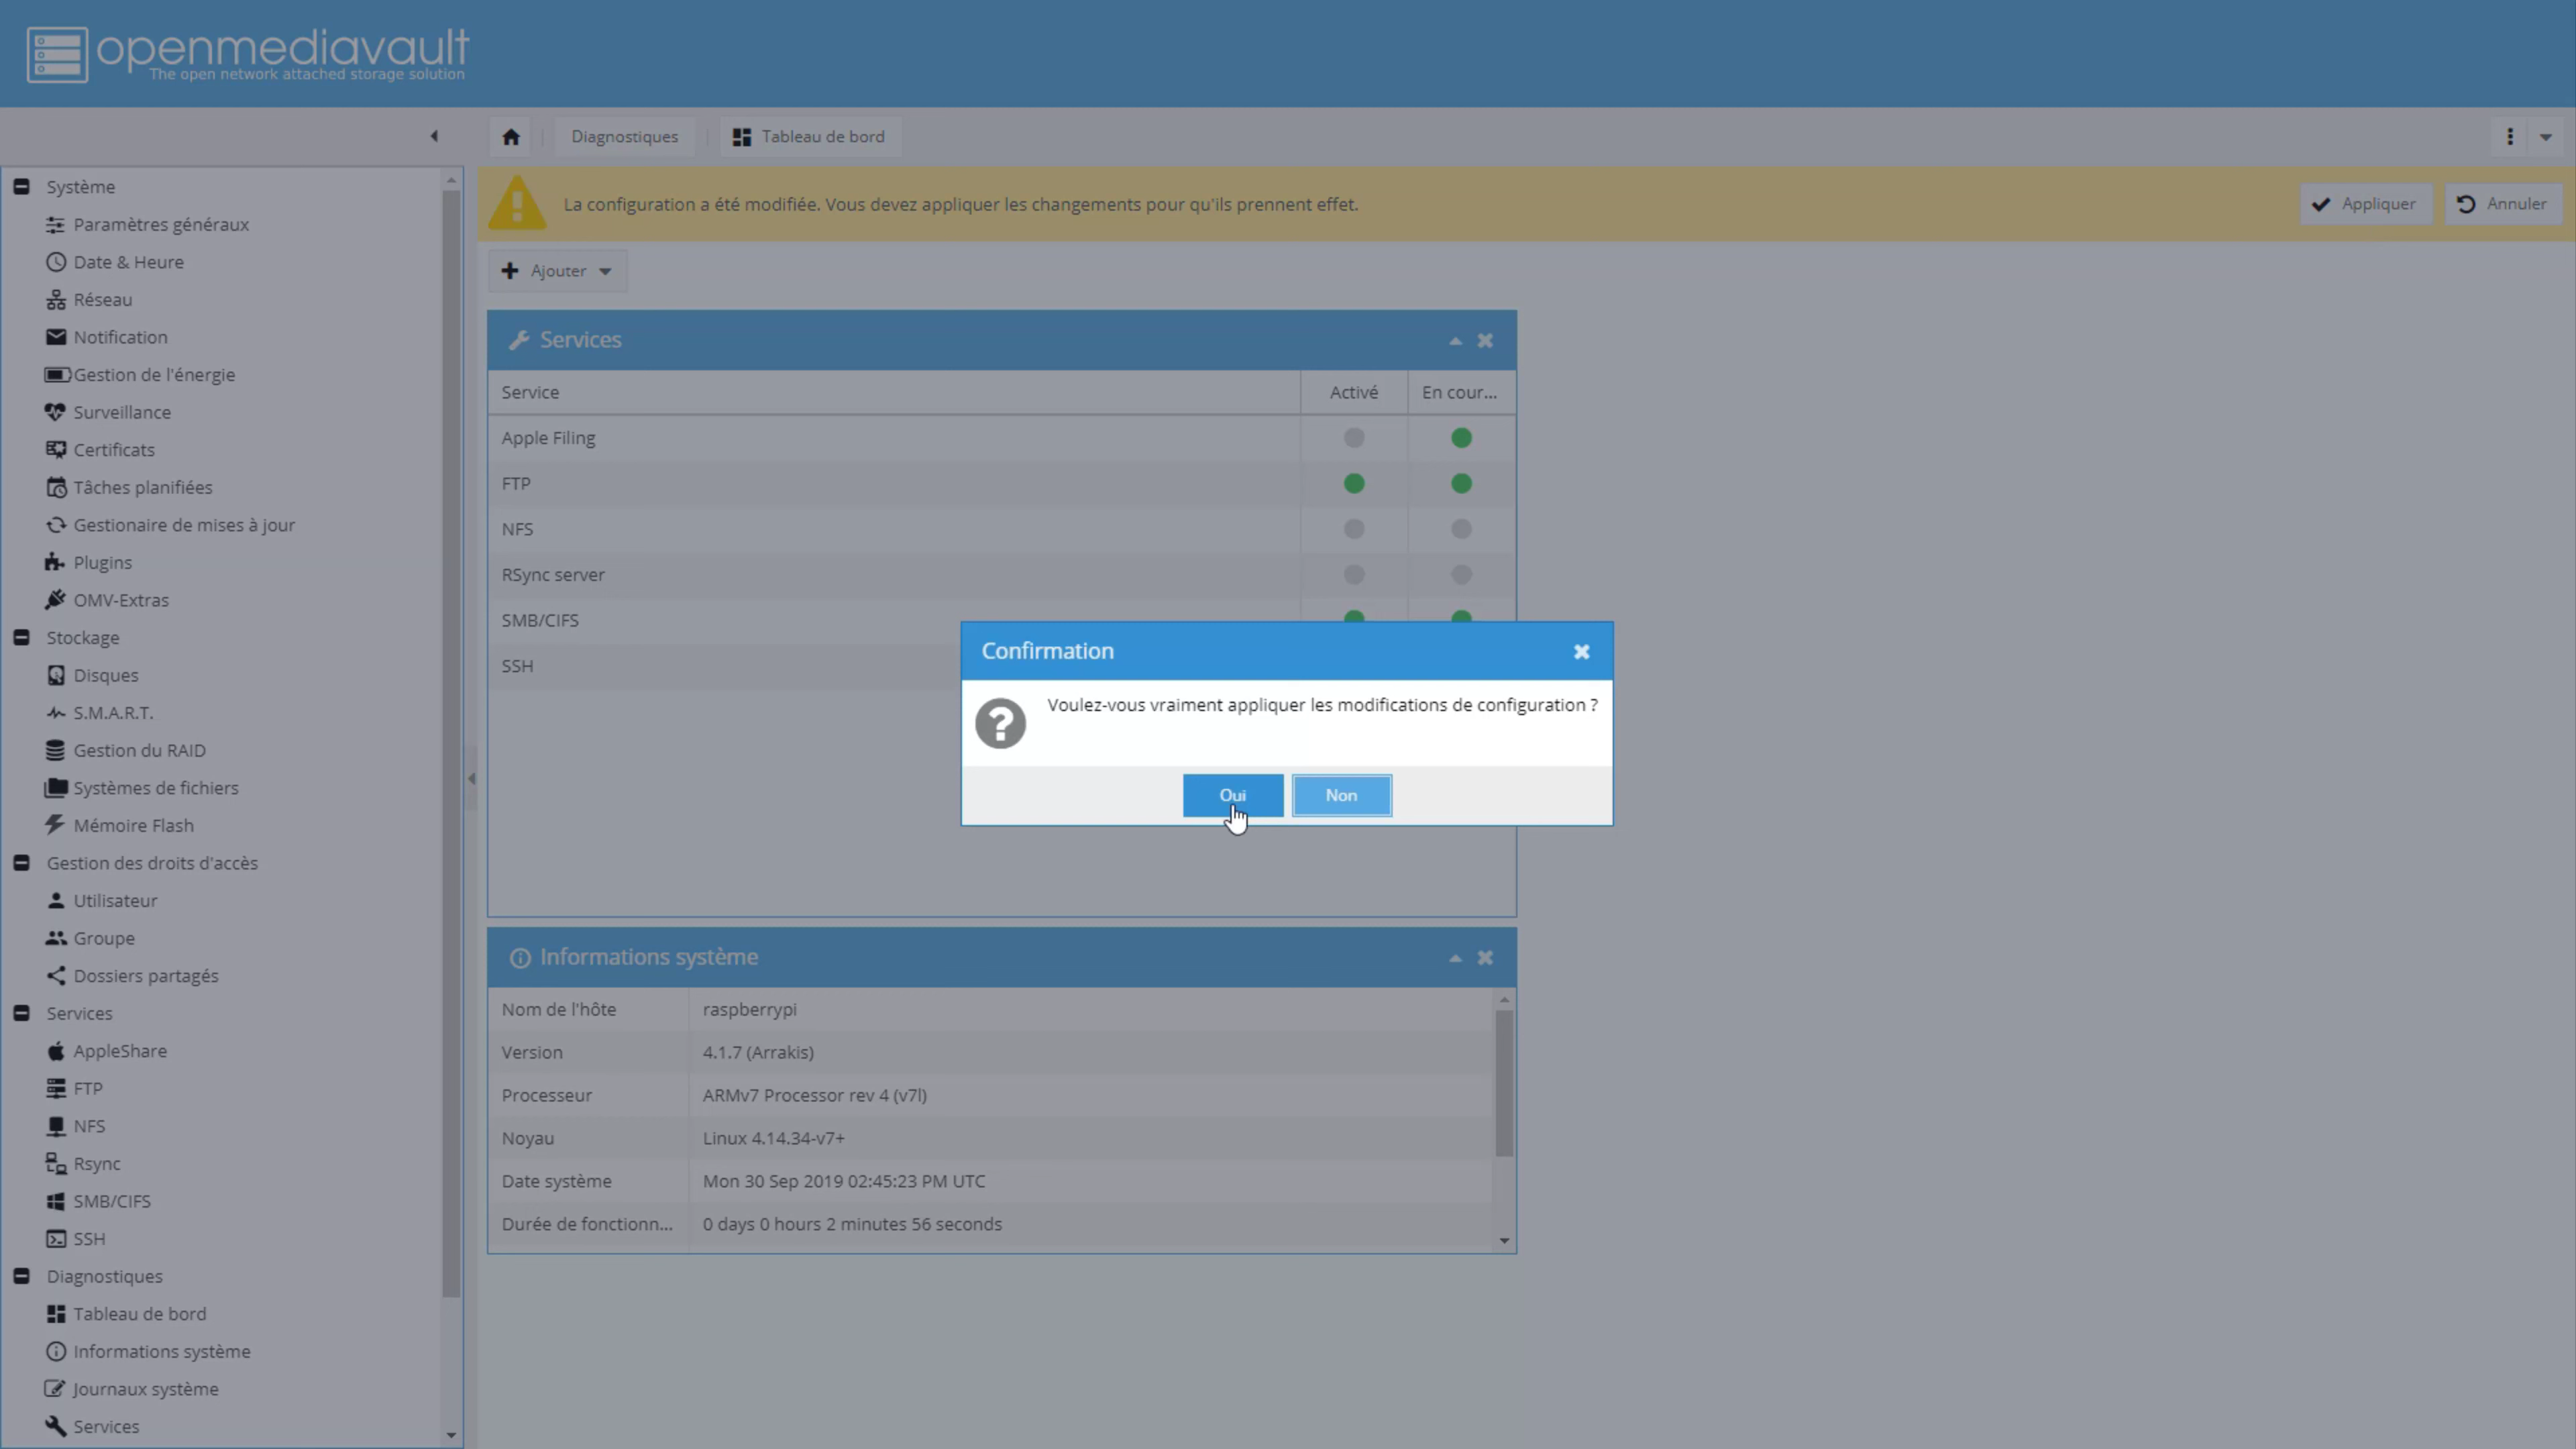 openmediavault
The open network attached storage solution
Diagnostiques
Tableau de bord
La configuration a été modifiée. Vous devez appliquer les changements pour qu'ils prennent effet.
Appliquer
Annuler
Système
Paramètres généraux
Date & Heure
Réseau
Notification
Gestion de l'énergie
Surveillance
Certificats
Tâches planifiées
Gestionaire de mises à jour
Plugins
OMV-Extras
Stockage
Disques
S.M.A.R.T.
Gestion du RAID
Systèmes de fichiers
Mémoire Flash
Gestion des droits d'accès
Utilisateur
Groupe
Dossiers partagés
Services
AppleShare
FTP
NFS
Rsync
SMB/CIFS
SSH
Diagnostiques
Tableau de bord
Informations système
Journaux système
Services
Ajouter
Services
Service Activé En cour...
Apple Filing
FTP
NFS
RSync server
SMB/CIFS
SSH
Confirmation
Voulez-vous vraiment appliquer les modifications de configuration ?
Oui
Non
Informations système
Nom de l'hôte raspberrypi
Version 4.1.7 (Arrakis)
Processeur ARMv7 Processor rev 4 (v7l)
Noyau Linux 4.14.34-v7+
Date système Mon 30 Sep 2019 02:45:23 PM UTC
Durée de fonctionn... 0 days 0 hours 2 minutes 56 seconds